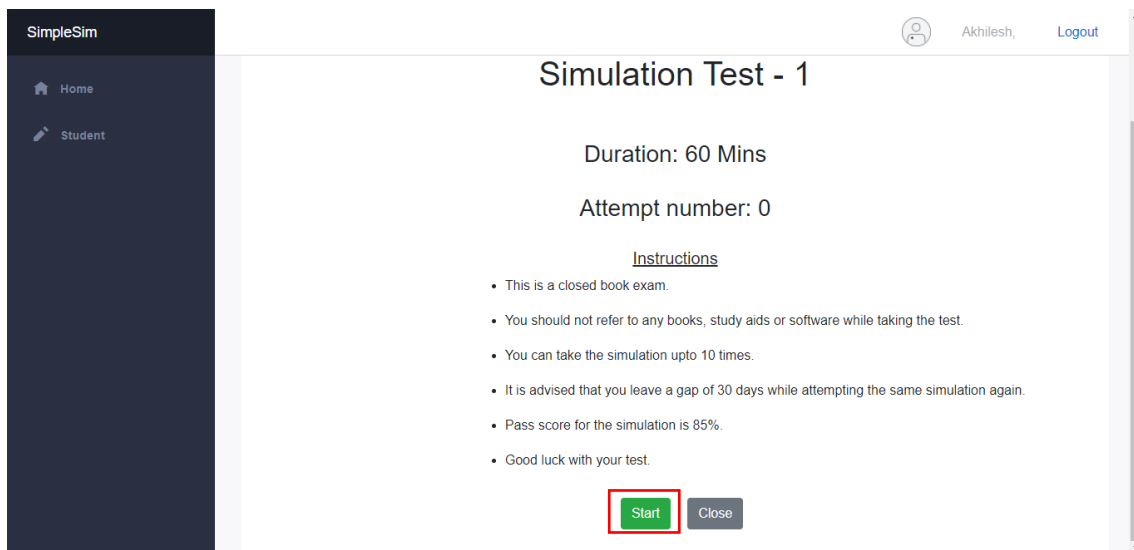 SimpleSim
Akhilesh,
Logout
Home
Student
Simulation Test - 1
Duration: 60 Mins
Attempt number: 0
Instructions
• This is a closed book exam.
• You should not refer to any books, study aids or software while taking the test.
• You can take the simulation upto 10 times.
• It is advised that you leave a gap of 30 days while attempting the same simulation again.
• Pass score for the simulation is 85%.
• Good luck with your test.
Start
Close